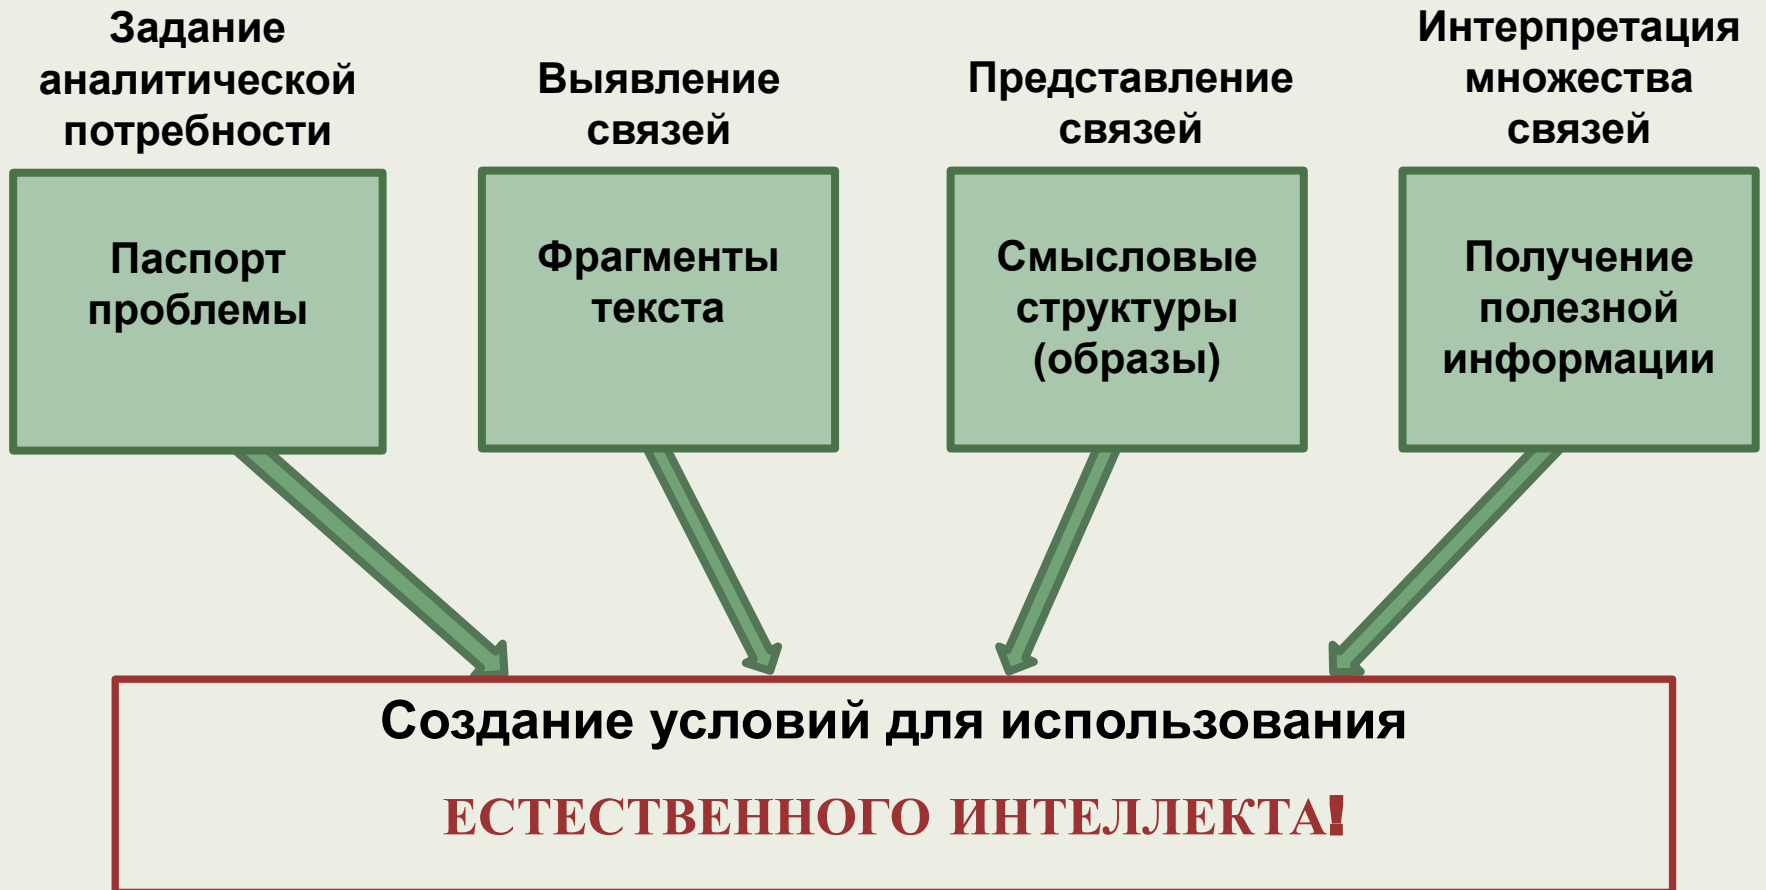 Задание
аналитической
потребности
Выявление
связей
Представление
связей
Интерпретация
множества
связей
Паспорт
проблемы
Фрагменты
текста
Смысловые
структуры
(образы)
Получение
полезной
информации
Создание условий для использования
ЕСТЕСТВЕННОГО ИНТЕЛЛЕКТА!